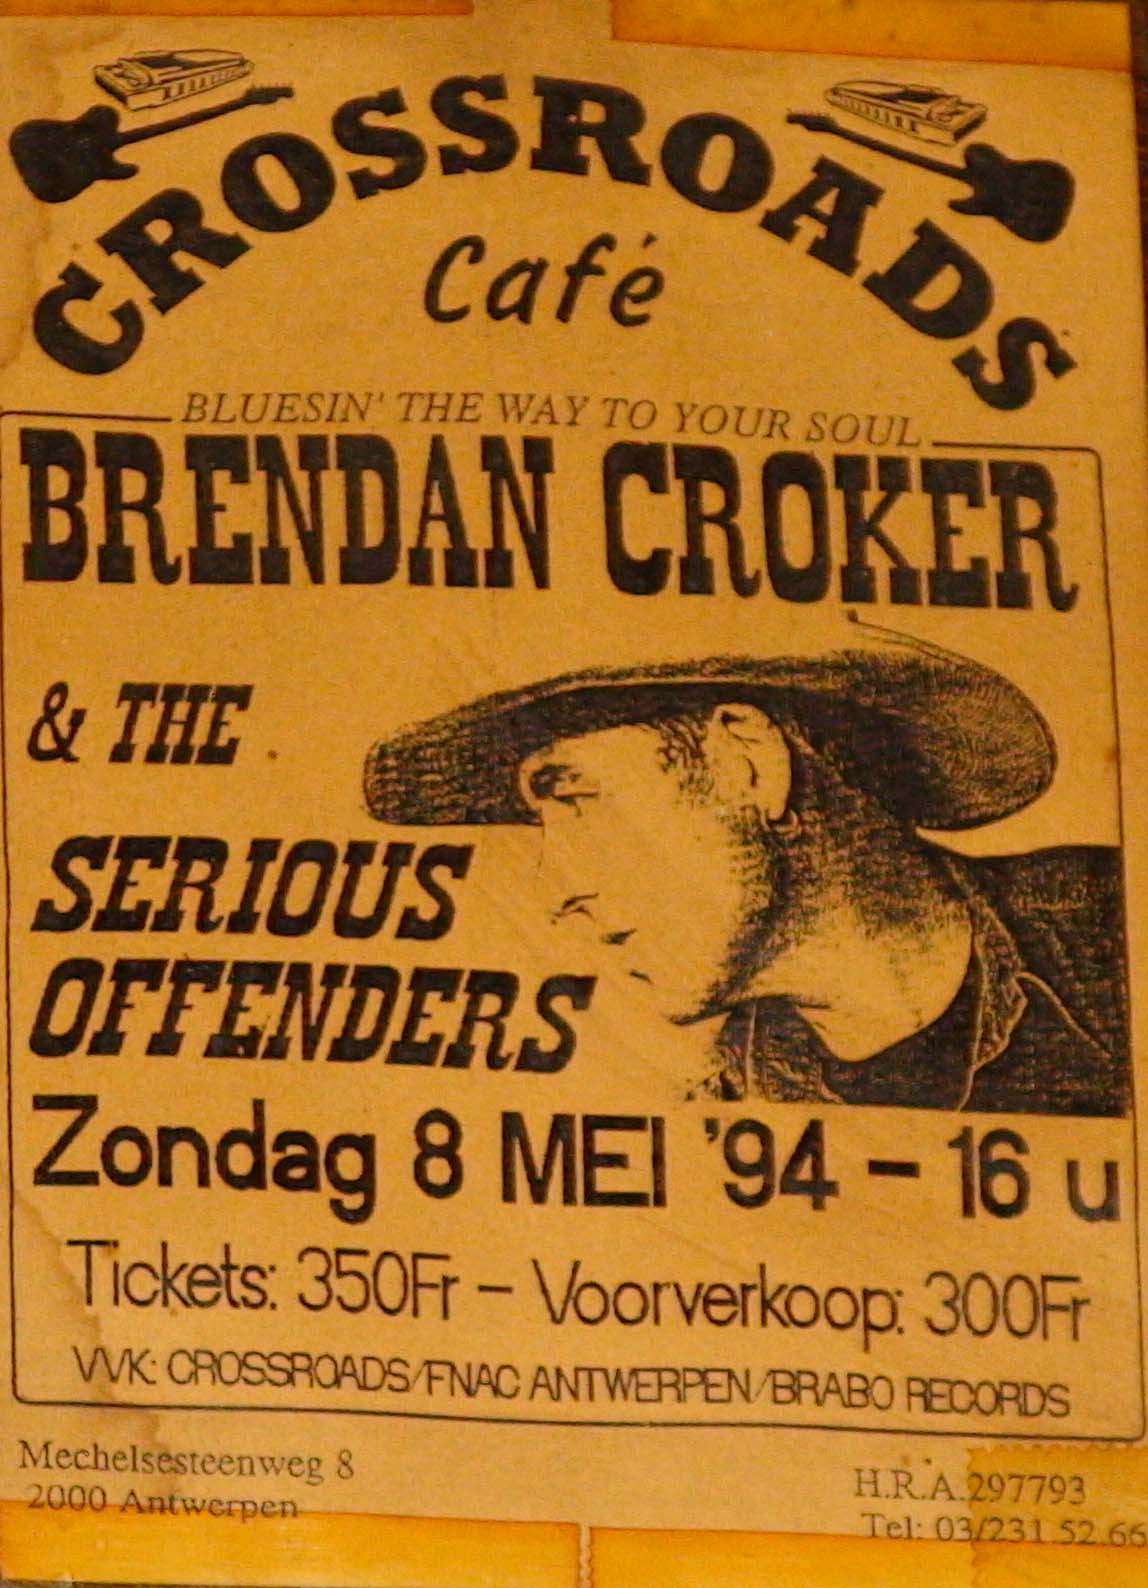 CROSSROADS
Café
BLUESIN' THE WAY TO YOUR SOUL
BRENDAN CROKER
& THE
SERIOUS
OFFENDERS
Zondag 8 MEI '94 - 16 u
Tickets: 350Fr - Voorverkoop: 300Fr
VVK: CROSSROADS/FNAC ANTWERPEN/BRABO RECORDS
Mechelsesteenweg 8
2000 Antwerpen
H.R.A.297793
Tel: 03/231.52.66